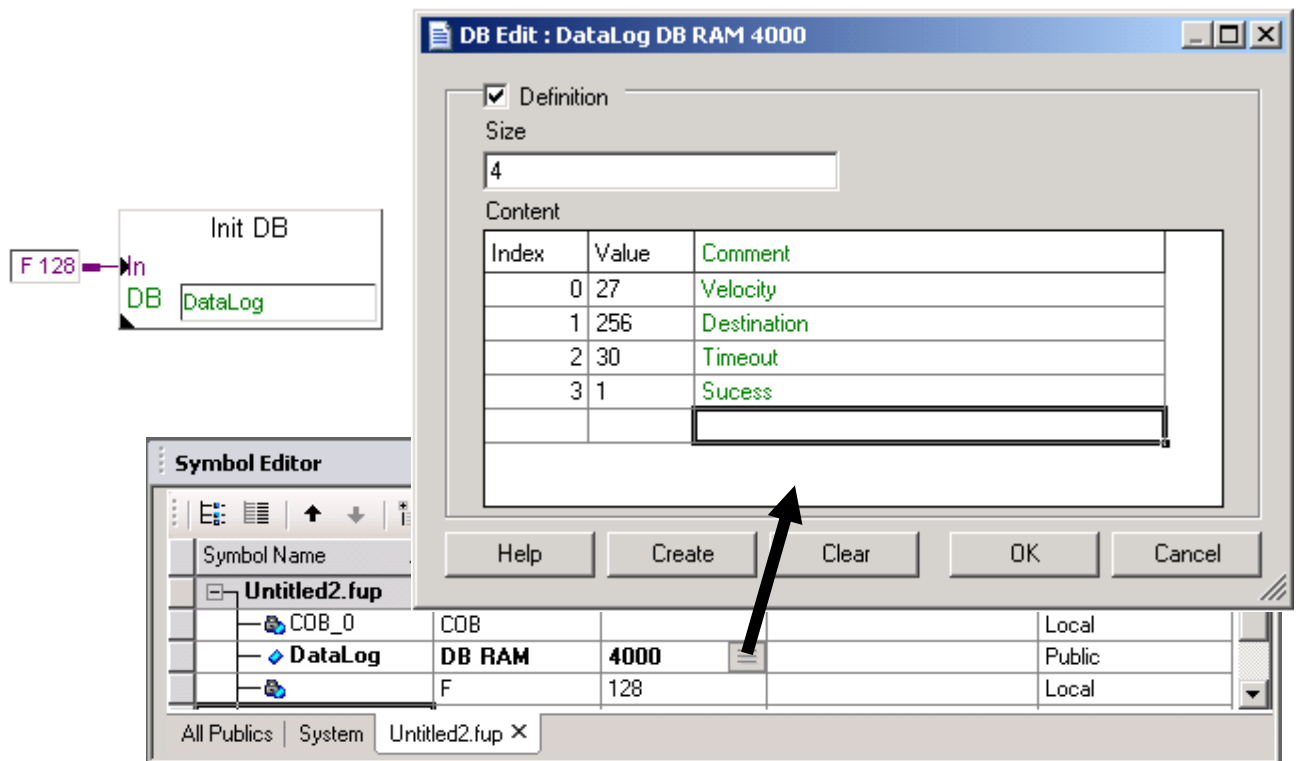 DB Edit : DataLog DB RAM 4000
Definition
Size
4
Content
Index Value Comment
0 27 Velocity
1 256 Destination
2 30 Timeout
3 1 Sucess
Help Create Clear OK Cancel
Init DB
F 128 In
DB DataLog
Symbol Editor
Symbol Name
Untitled2.fup
COB_0 COB Local
DataLog DB RAM 4000 Public
F 128 Local
All Publics System Untitled2.fup